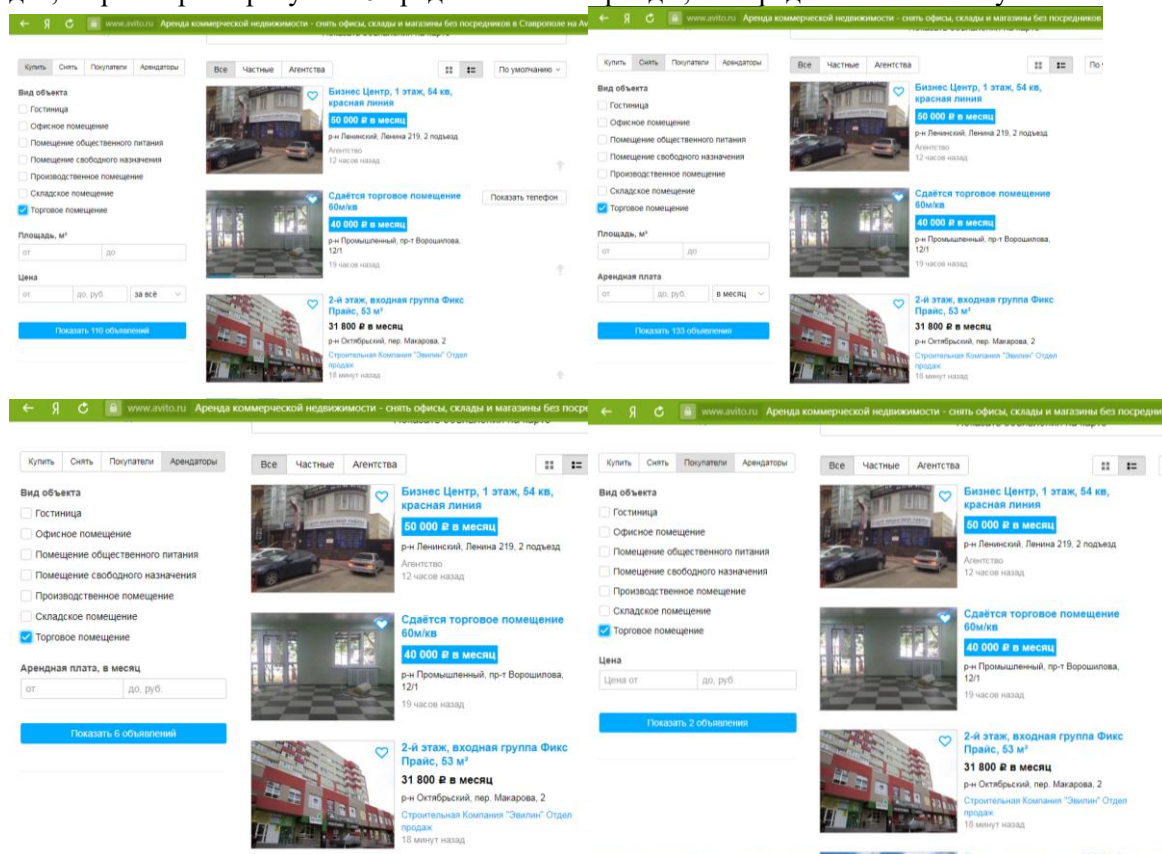 www.avito.ru Аренда коммерческой недвижимости - снять офисы, склады и магазины без посредников в Ставрополе на Av
Купить Снять Покупатели Арендаторы
Все Частные Агентства По умолчанию
Вид объекта
Гостиница
Офисное помещение
Помещение общественного питания
Помещение свободного назначения
Производственное помещение
Складское помещение
Торговое помещение
Площадь, м²
от до
Цена
от до, руб. за всё
Показать 110 объявлений
Бизнес Центр, 1 этаж, 54 кв,
красная линия
50 000 ₽ в месяц
р-н Ленинский, Ленина 219, 2 подъезд
Агентство
12 часов назад
Сдаётся торговое помещение
60м/кв
Показать телефон
40 000 ₽ в месяц
р-н Промышленный, пр-т Ворошилова,
12/1
19 часов назад
2-й этаж, входная группа Фикс
Прайс, 53 м²
31 800 ₽ в месяц
р-н Октябрьский, пер. Макарова, 2
Строительная Компания "Эвилин" Отдел
продаж
18 минут назад
www.avito.ru Аренда коммерческой недвижимости - снять офисы, склады и магазины без посредников
Купить Снять Покупатели Арендаторы
Все Частные Агентства По
Вид объекта
Гостиница
Офисное помещение
Помещение общественного питания
Помещение свободного назначения
Производственное помещение
Складское помещение
Торговое помещение
Площадь, м²
от до
Арендная плата
от до, руб. в месяц
Показать 133 объявления
Бизнес Центр, 1 этаж, 54 кв,
красная линия
50 000 ₽ в месяц
р-н Ленинский, Ленина 219, 2 подъезд
Агентство
12 часов назад
Сдаётся торговое помещение
60м/кв
40 000 ₽ в месяц
р-н Промышленный, пр-т Ворошилова,
12/1
19 часов назад
2-й этаж, входная группа Фикс
Прайс, 53 м²
31 800 ₽ в месяц
р-н Октябрьский, пер. Макарова, 2
Строительная Компания "Эвилин" Отдел
продаж
18 минут назад
www.avito.ru Аренда коммерческой недвижимости - снять офисы, склады и магазины без поср
Купить Снять Покупатели Арендаторы
Все Частные Агентства
Вид объекта
Гостиница
Офисное помещение
Помещение общественного питания
Помещение свободного назначения
Производственное помещение
Складское помещение
Торговое помещение
Арендная плата, в месяц
от до, руб.
Показать 6 объявлений
Бизнес Центр, 1 этаж, 54 кв,
красная линия
50 000 ₽ в месяц
р-н Ленинский, Ленина 219, 2 подъезд
Агентство
12 часов назад
Сдаётся торговое помещение
60м/кв
40 000 ₽ в месяц
р-н Промышленный, пр-т Ворошилова,
12/1
19 часов назад
2-й этаж, входная группа Фикс
Прайс, 53 м²
31 800 ₽ в месяц
р-н Октябрьский, пер. Макарова, 2
Строительная Компания "Эвилин" Отдел
продаж
18 минут назад
www.avito.ru Аренда коммерческой недвижимости - снять офисы, склады и магазины без посредни
Купить Снять Покупатели Арендаторы
Все Частные Агентства
Вид объекта
Гостиница
Офисное помещение
Помещение общественного питания
Помещение свободного назначения
Производственное помещение
Складское помещение
Торговое помещение
Цена
Цена от до, руб.
Показать 2 объявления
Бизнес Центр, 1 этаж, 54 кв,
красная линия
50 000 ₽ в месяц
р-н Ленинский, Ленина 219, 2 подъезд
Агентство
12 часов назад
Сдаётся торговое помещение
60м/кв
40 000 ₽ в месяц
р-н Промышленный, пр-т Ворошилова,
12/1
19 часов назад
2-й этаж, входная группа Фикс
Прайс, 53 м²
31 800 ₽ в месяц
р-н Октябрьский, пер. Макарова, 2
Строительная Компания "Эвилин" Отдел
продаж
18 минут назад